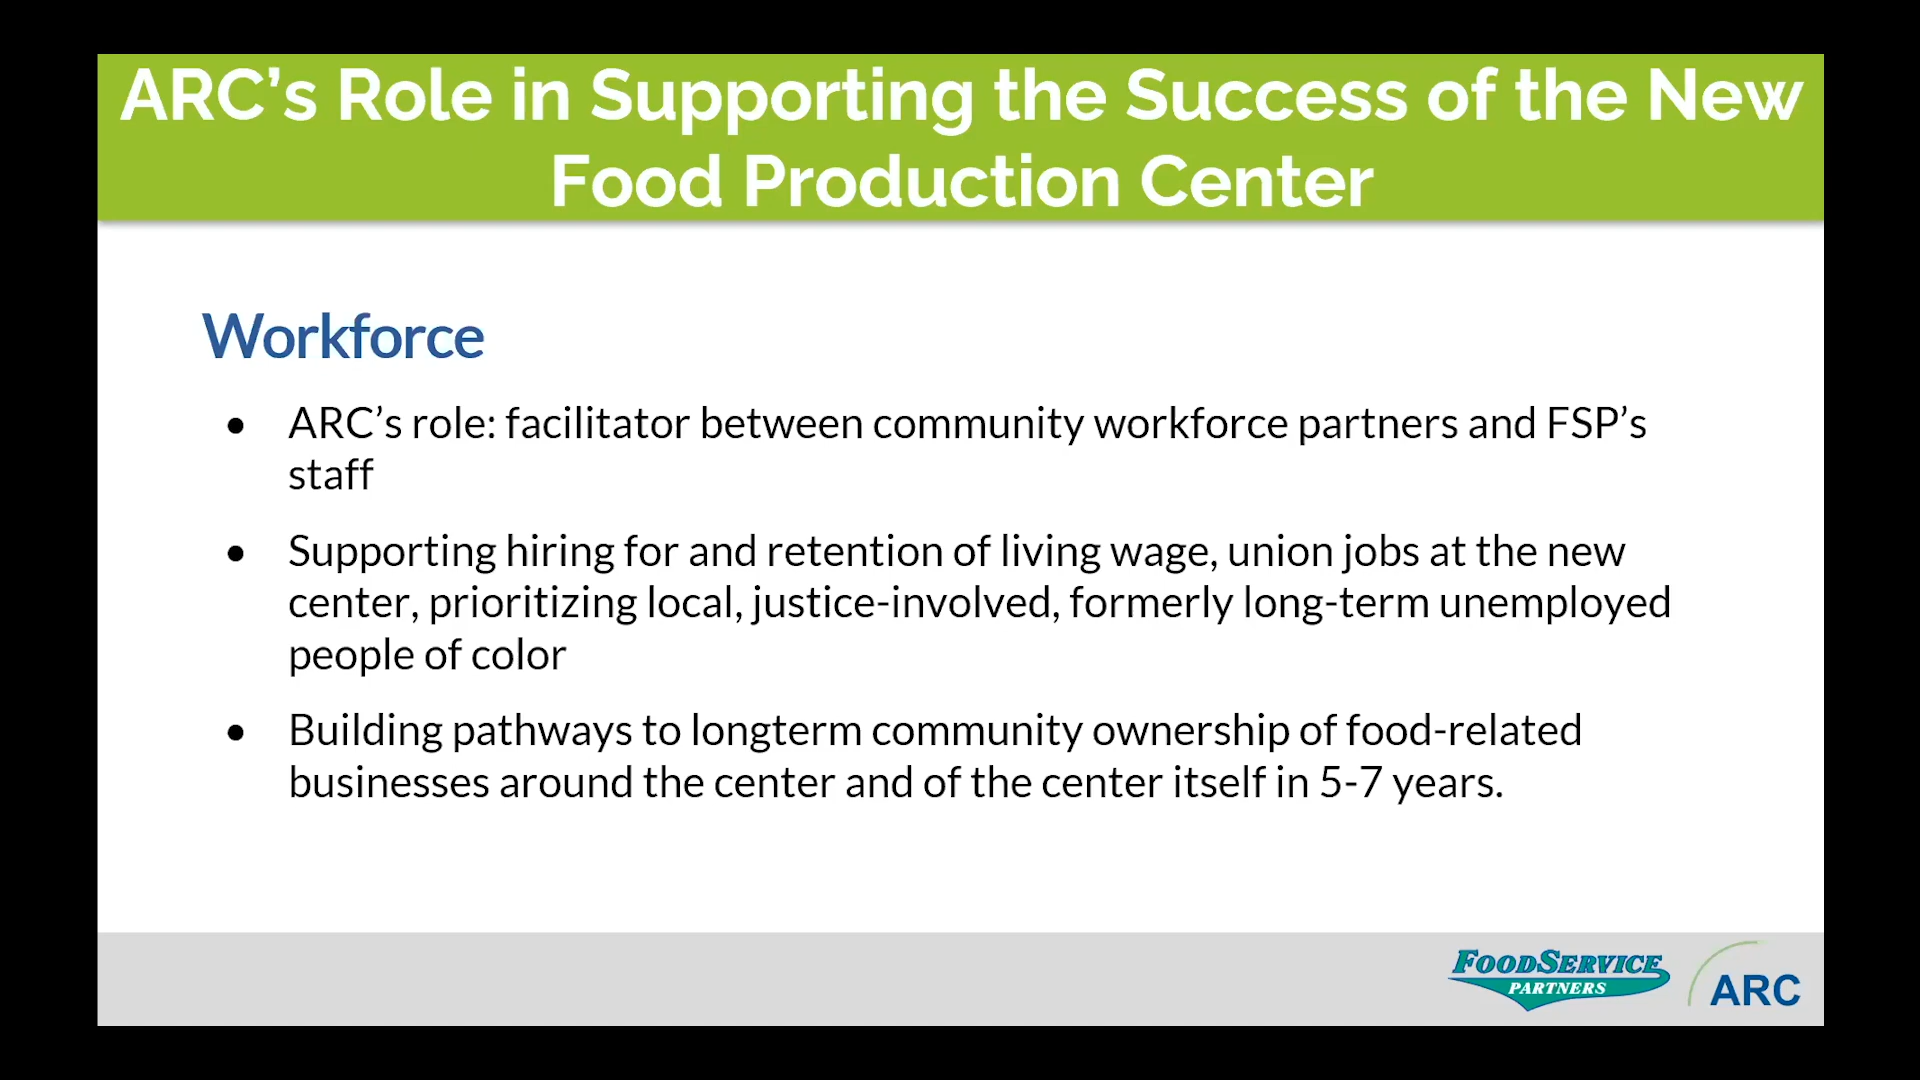 ARC’s Role in Supporting the Success of the New
Food Production Center
Workforce
● ARC’s role: facilitator between community workforce partners and FSP’s
staff
● Supporting hiring for and retention of living wage, union jobs at the new
center, prioritizing local, justice-involved, formerly long-term unemployed
people of color
● Building pathways to longterm community ownership of food-related
businesses around the center and of the center itself in 5-7 years.
FOODSERVICE
PARTNERS
ARC